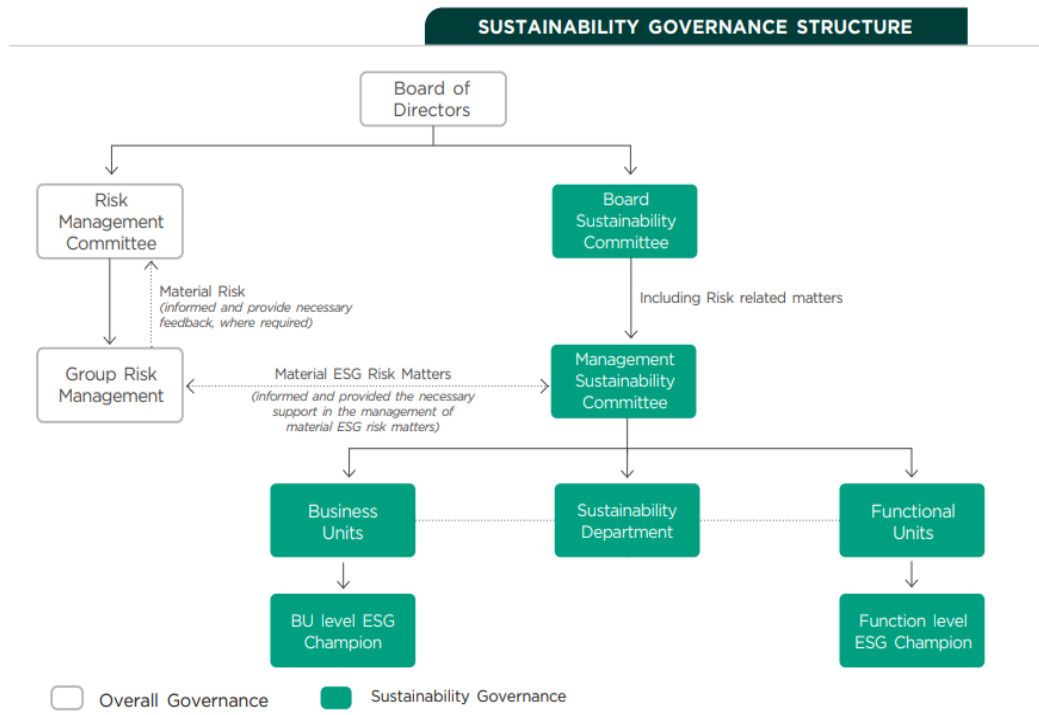 SUSTAINABILITY GOVERNANCE STRUCTURE
Board of
Directors
Risk
Management
Committee
Board
Sustainability
Committee
Material Risk
(informed and provide necessary
feedback, where required)
Including Risk related matters
Group Risk
Management
Material ESG Risk Matters
(informed and provided the necessary
support in the management of
material ESG risk matters)
Management
Sustainability
Committee
Business
Units
Sustainability
Department
Functional
Units
BU level ESG
Champion
Function level
ESG Champion
Overall Governance
Sustainability Governance